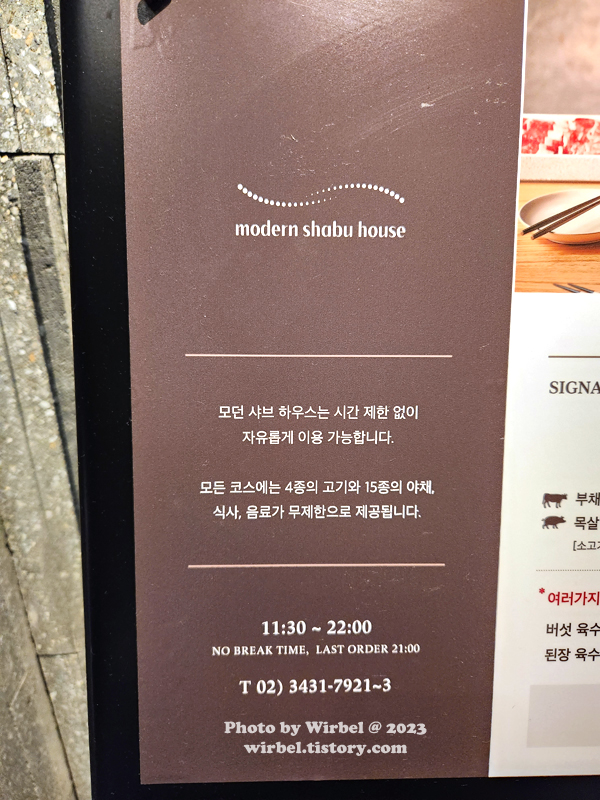 modern shabu house
모던 샤브 하우스는 시간 제한 없이
자유롭게 이용 가능합니다.
모든 코스에는 4종의 고기와 15종의 야채,
식사, 음료가 무제한으로 제공됩니다.
11:30 ~ 22:00
NO BREAK TIME, LAST ORDER 21:00
T 02) 3431-7921~3
Photo by Wirbel @ 2023
wirbel.tistory.com
SIGNA
부채
목살
[소고기
*여러가지
버섯 육수
된장 육수